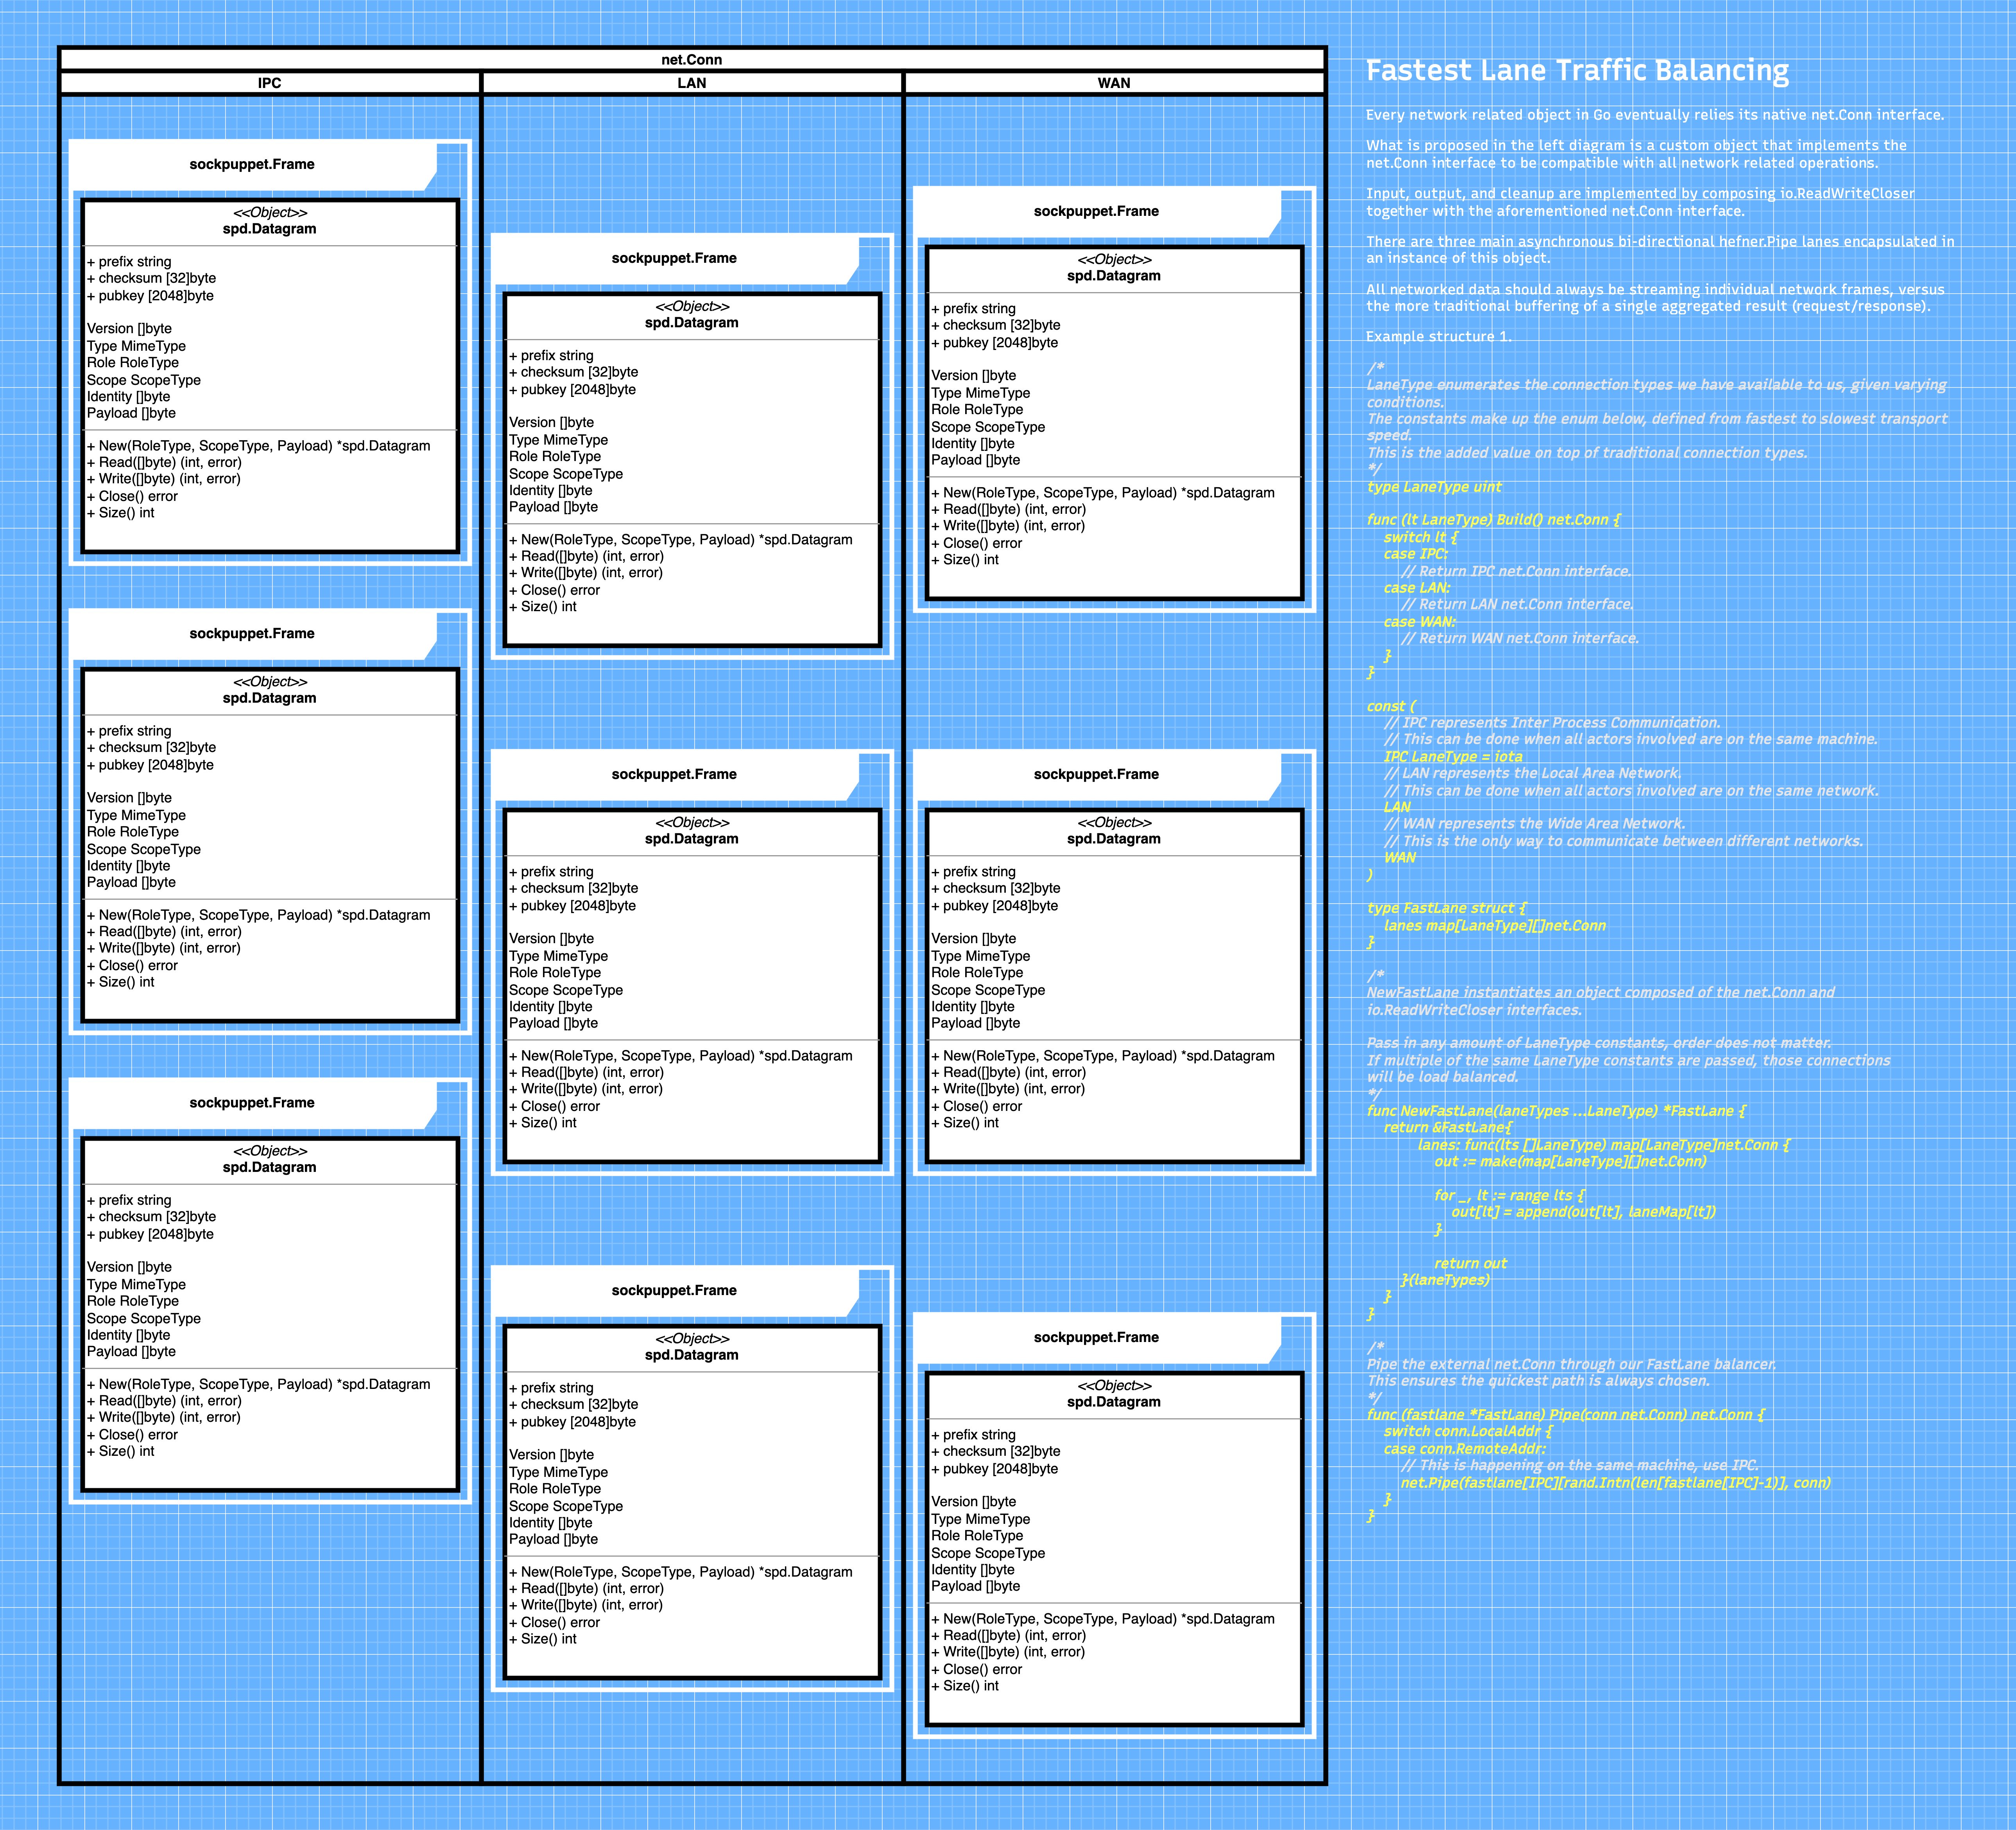 net.Conn
IPC
LAN
WAN
sockpuppet.Frame
<<Object>>
spd.Datagram
+ prefix string
+ checksum [32]byte
+ pubkey [2048]byte
Version []byte
Type MimeType
Role RoleType
Scope ScopeType
Identity []byte
Payload []byte
+ New(RoleType, ScopeType, Payload) *spd.Datagram
+ Read([]byte) (int, error)
+ Write([]byte) (int, error)
+ Close() error
+ Size() int
sockpuppet.Frame
<<Object>>
spd.Datagram
+ prefix string
+ checksum [32]byte
+ pubkey [2048]byte
Version []byte
Type MimeType
Role RoleType
Scope ScopeType
Identity []byte
Payload []byte
+ New(RoleType, ScopeType, Payload) *spd.Datagram
+ Read([]byte) (int, error)
+ Write([]byte) (int, error)
+ Close() error
+ Size() int
sockpuppet.Frame
<<Object>>
spd.Datagram
+ prefix string
+ checksum [32]byte
+ pubkey [2048]byte
Version []byte
Type MimeType
Role RoleType
Scope ScopeType
Identity []byte
Payload []byte
+ New(RoleType, ScopeType, Payload) *spd.Datagram
+ Read([]byte) (int, error)
+ Write([]byte) (int, error)
+ Close() error
+ Size() int
sockpuppet.Frame
<<Object>>
spd.Datagram
+ prefix string
+ checksum [32]byte
+ pubkey [2048]byte
Version []byte
Type MimeType
Role RoleType
Scope ScopeType
Identity []byte
Payload []byte
+ New(RoleType, ScopeType, Payload) *spd.Datagram
+ Read([]byte) (int, error)
+ Write([]byte) (int, error)
+ Close() error
+ Size() int
sockpuppet.Frame
<<Object>>
spd.Datagram
+ prefix string
+ checksum [32]byte
+ pubkey [2048]byte
Version []byte
Type MimeType
Role RoleType
Scope ScopeType
Identity []byte
Payload []byte
+ New(RoleType, ScopeType, Payload) *spd.Datagram
+ Read([]byte) (int, error)
+ Write([]byte) (int, error)
+ Close() error
+ Size() int
sockpuppet.Frame
<<Object>>
spd.Datagram
+ prefix string
+ checksum [32]byte
+ pubkey [2048]byte
Version []byte
Type MimeType
Role RoleType
Scope ScopeType
Identity []byte
Payload []byte
+ New(RoleType, ScopeType, Payload) *spd.Datagram
+ Read([]byte) (int, error)
+ Write([]byte) (int, error)
+ Close() error
+ Size() int
sockpuppet.Frame
<<Object>>
spd.Datagram
+ prefix string
+ checksum [32]byte
+ pubkey [2048]byte
Version []byte
Type MimeType
Role RoleType
Scope ScopeType
Identity []byte
Payload []byte
+ New(RoleType, ScopeType, Payload) *spd.Datagram
+ Read([]byte) (int, error)
+ Write([]byte) (int, error)
+ Close() error
+ Size() int
sockpuppet.Frame
<<Object>>
spd.Datagram
+ prefix string
+ checksum [32]byte
+ pubkey [2048]byte
Version []byte
Type MimeType
Role RoleType
Scope ScopeType
Identity []byte
Payload []byte
+ New(RoleType, ScopeType, Payload) *spd.Datagram
+ Read([]byte) (int, error)
+ Write([]byte) (int, error)
+ Close() error
+ Size() int
sockpuppet.Frame
<<Object>>
spd.Datagram
+ prefix string
+ checksum [32]byte
+ pubkey [2048]byte
Version []byte
Type MimeType
Role RoleType
Scope ScopeType
Identity []byte
Payload []byte
+ New(RoleType, ScopeType, Payload) *spd.Datagram
+ Read([]byte) (int, error)
+ Write([]byte) (int, error)
+ Close() error
+ Size() int
Fastest Lane Traffic Balancing
Every network related object in Go eventually relies its native net.Conn interface.
What is proposed in the left diagram is a custom object that implements the
net.Conn interface to be compatible with all network related operations.
Input, output, and cleanup are implemented by composing io.ReadWriteCloser
together with the aforementioned net.Conn interface.
There are three main asynchronous bi-directional hefner.Pipe lanes encapsulated in
an instance of this object.
All networked data should always be streaming individual network frames, versus
the more traditional buffering of a single aggregated result (request/response).
Example structure 1.
/*
LaneType enumerates the connection types we have available to us, given varying
conditions.
The constants make up the enum below, defined from fastest to slowest transport
speed.
This is the added value on top of traditional connection types.
*/
type LaneType uint
func (lt LaneType) Build() net.Conn {
switch lt {
case IPC:
// Return IPC net.Conn interface.
case LAN:
// Return LAN net.Conn interface.
case WAN:
// Return WAN net.Conn interface.
}
}
const (
// IPC represents Inter Process Communication.
// This can be done when all actors involved are on the same machine.
IPC LaneType = iota
// LAN represents the Local Area Network.
// This can be done when all actors involved are on the same network.
LAN
// WAN represents the Wide Area Network.
// This is the only way to communicate between different networks.
WAN
)
type FastLane struct {
lanes map[LaneType][]net.Conn
}
/*
NewFastLane instantiates an object composed of the net.Conn and
io.ReadWriteCloser interfaces.
Pass in any amount of LaneType constants, order does not matter.
If multiple of the same LaneType constants are passed, those connections
will be load balanced.
*/
func NewFastLane(laneTypes ...LaneType) *FastLane {
return &FastLane{
lanes: func(lts []LaneType) map[LaneType]net.Conn {
out := make(map[LaneType][]net.Conn)
for _, lt := range lts {
out[lt] = append(out[lt], laneMap[lt])
}
return out
}(laneTypes)
}
}
/*
Pipe the external net.Conn through our FastLane balancer.
This ensures the quickest path is always chosen.
*/
func (fastlane *FastLane) Pipe(conn net.Conn) net.Conn {
switch conn.LocalAddr {
case conn.RemoteAddr:
// This is happening on the same machine, use IPC.
net.Pipe(fastlane[IPC][rand.Intn(len[fastlane[IPC]-1)], conn)
}
}